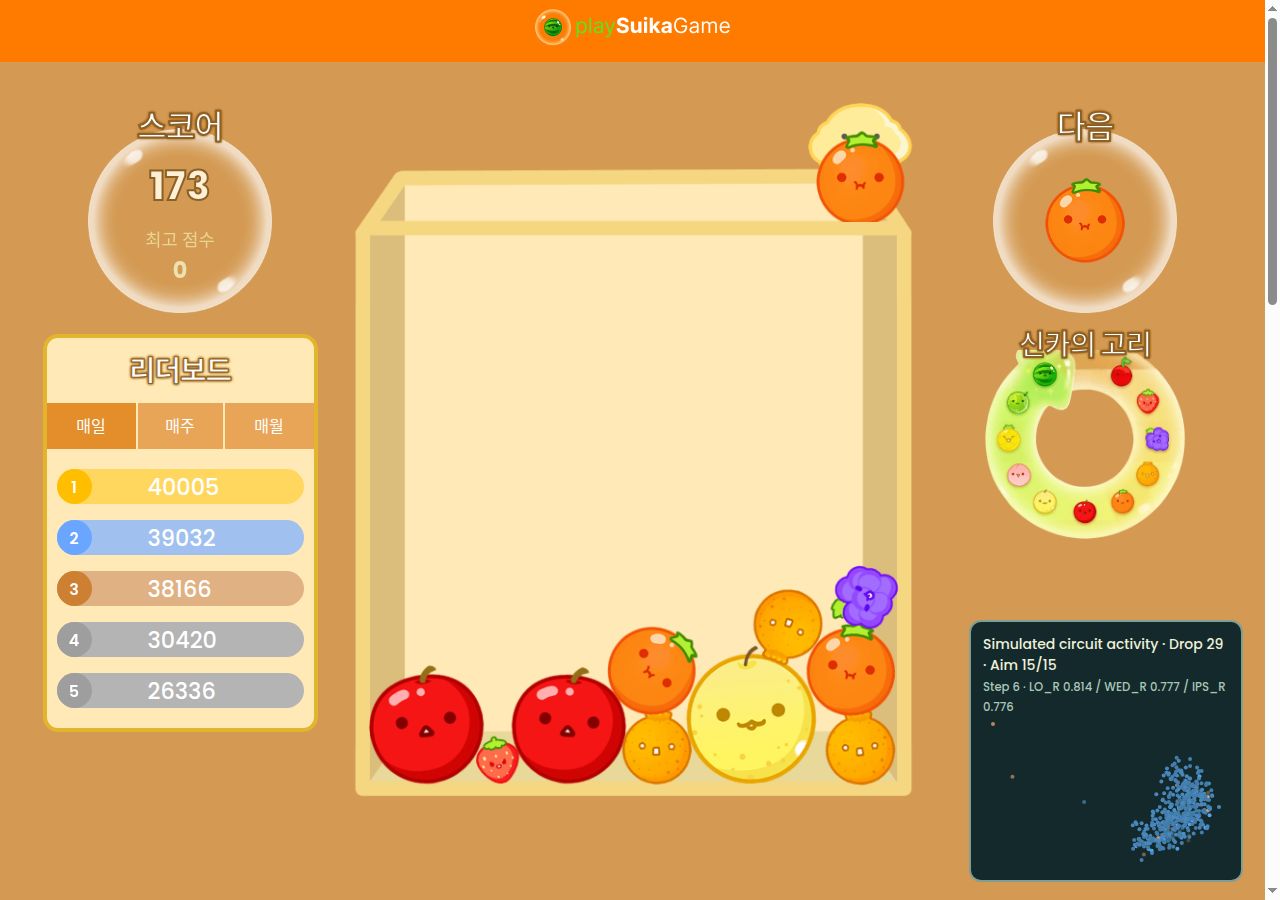 playSuikaGame
스코어
173
최고 점수
0
다음
리더보드
매일
매주
매월
1 40005
2 39032
3 38166
4 30420
5 26336
신카의 고리
Simulated circuit activity · Drop 29
· Aim 15/15
Step 6 · LO_R 0.814 / WED_R 0.777 / IPS_R
0.776